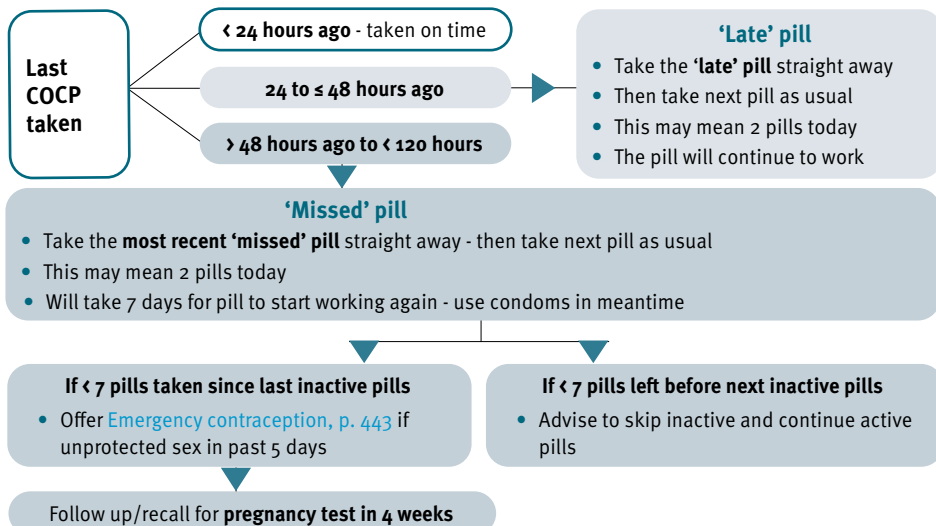 Last
COCP
taken
< 24 hours ago - taken on time
24 to ≤ 48 hours ago
> 48 hours ago to < 120 hours
‘Late’ pill
• Take the ‘late’ pill straight away
• Then take next pill as usual
• This may mean 2 pills today
• The pill will continue to work
‘Missed’ pill
• Take the most recent ‘missed’ pill straight away - then take next pill as usual
• This may mean 2 pills today
• Will take 7 days for pill to start working again - use condoms in meantime
If < 7 pills taken since last inactive pills
• Offer Emergency contraception, p. 443 if
unprotected sex in past 5 days
If < 7 pills left before next inactive pills
• Advise to skip inactive and continue active
pills
Follow up/recall for pregnancy test in 4 weeks